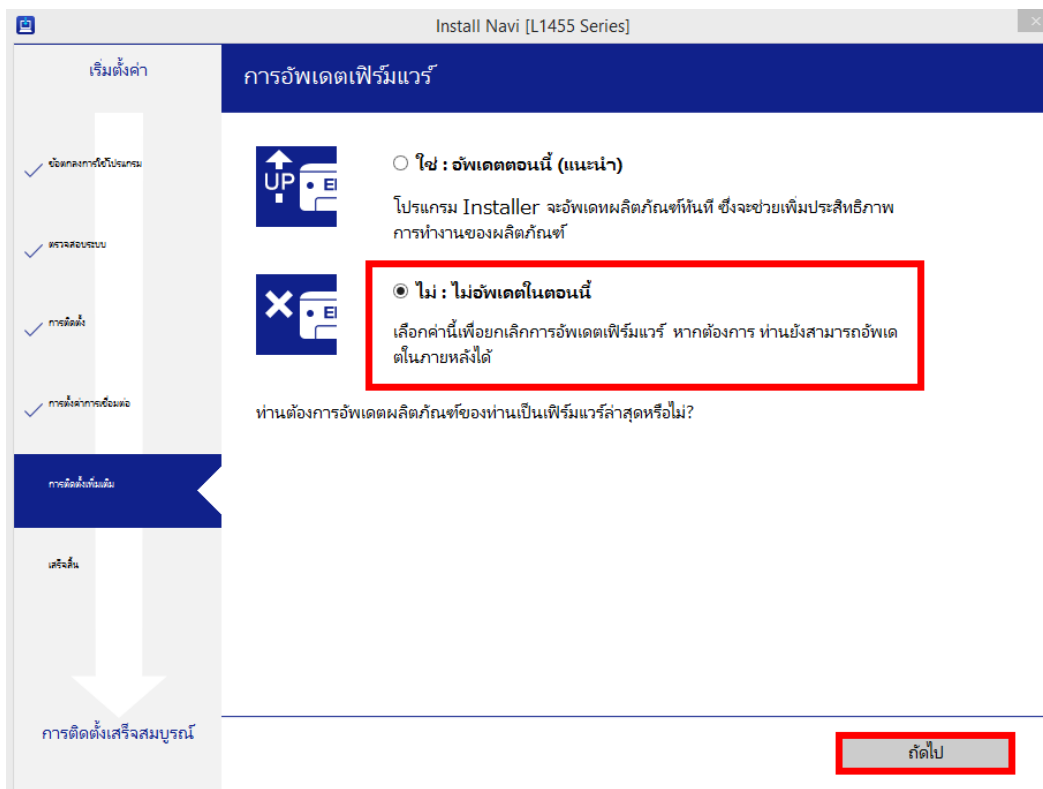 Install Navi [L1455 Series]
เริ่มตั้งค่า
การอัพเดตเฟิร์มแวร์
ข้อตกลงการใช้โปรแกรม
ตรวจสอบระบบ
การติดตั้ง
การตั้งค่าการเชื่อมต่อ
การติดตั้งเพิ่มเติม
เสร็จสิ้น
การติดตั้งเสร็จสมบูรณ์
UP
ใช่ : อัพเดตตอนนี้ (แนะนำ)
โปรแกรม Installer จะอัพเดทผลิตภัณฑ์ทันที ซึ่งจะช่วยเพิ่มประสิทธิภาพ
การทำงานของผลิตภัณฑ์
ไม่ : ไม่อัพเดตในตอนนี้
เลือกค่านี้เพื่อยกเลิกการอัพเดตเฟิร์มแวร์ หากต้องการ ท่านยังสามารถอัพเด
ตในภายหลังได้
ท่านต้องการอัพเดตผลิตภัณฑ์ของท่านเป็นเฟิร์มแวร์ล่าสุดหรือไม่?
ถัดไป